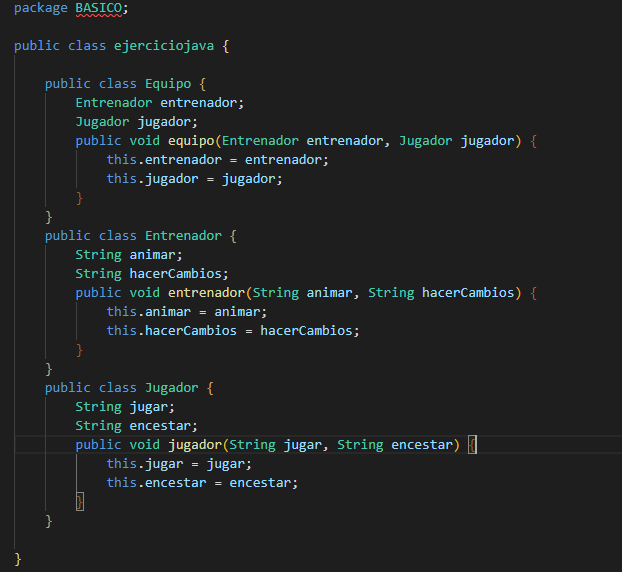 package BASICO;
public class ejerciciojava {
public class Equipo {
Entrenador entrenador;
Jugador jugador;
public void equipo(Entrenador entrenador, Jugador jugador) {
this.entrenador = entrenador;
this.jugador = jugador;
}
}
public class Entrenador {
String animar;
String hacerCambios;
public void entrenador(String animar, String hacerCambios) {
this.animar = animar;
this.hacerCambios = hacerCambios;
}
}
public class Jugador {
String jugar;
String encestar;
public void jugador(String jugar, String encestar) {
this.jugar = jugar;
this.encestar = encestar;
}
}
}